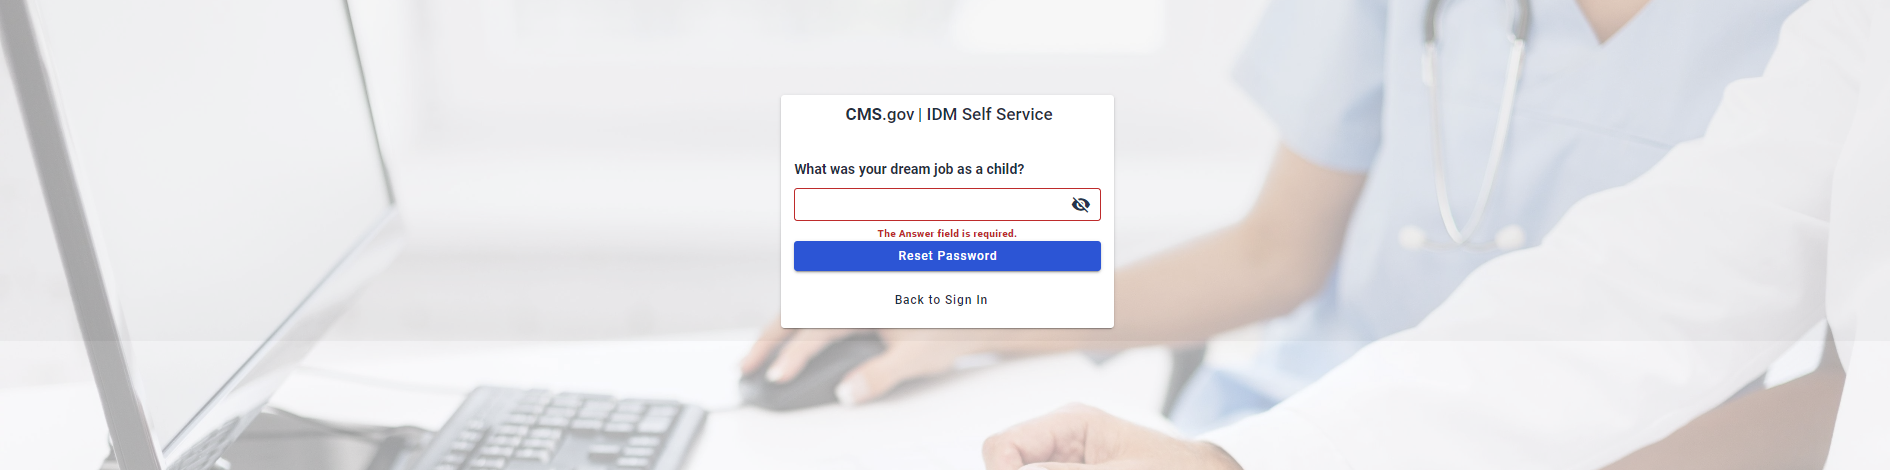 CMS.gov | IDM Self Service
What was your dream job as a child?
The Answer field is required.
Reset Password
Back to Sign In